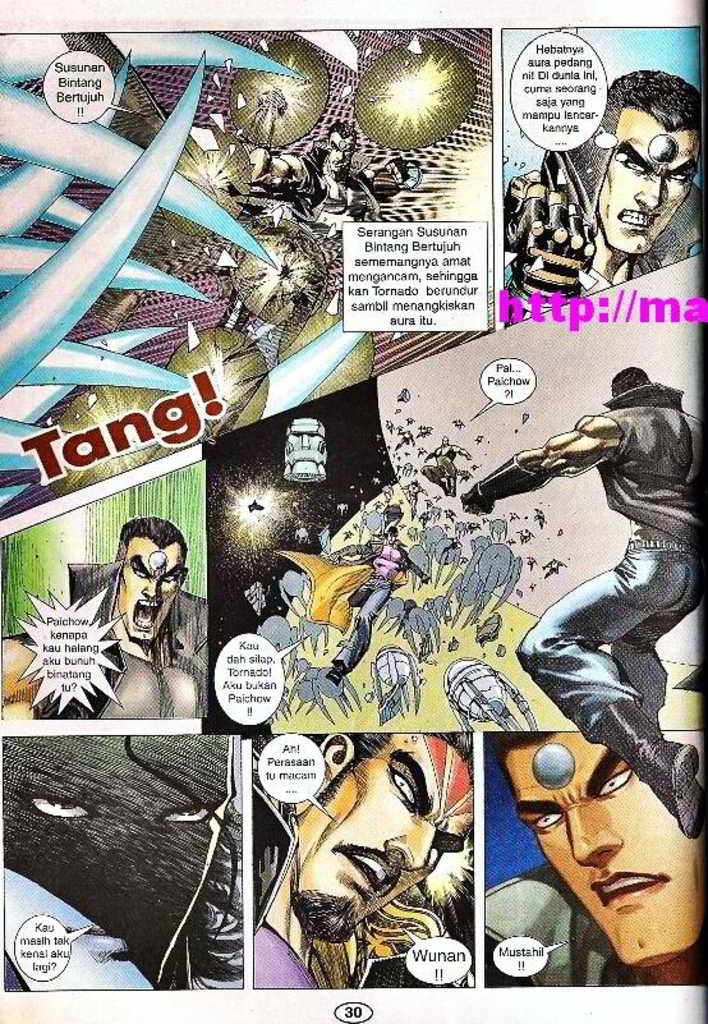 Susunan
Bintang
Bertujuh
!!
Hebatnya
aura pedang
ni! Di dunia ini,
cuma seorang
saja yang
mampu lancar-
kannya
....
Serangan Susunan
Bintang Bertujuh
sememangnya amat
mengancam, sehingga
kan Tornado berundur
sambil menangkiskan
aura itu.
http://ma
Tang!
Pal...
Paichow
?!
Paichow,
kenapa
kau halang
aku bunuh
binatang
tu?
Kau
dah silap,
Tornado!
Aku bukan
Paichow
!!
Ah!
Perasaan
tu macam
....
Kau
masih tak
kenal aku
lagi?
Wunan
!!
Mustahil
!!
30